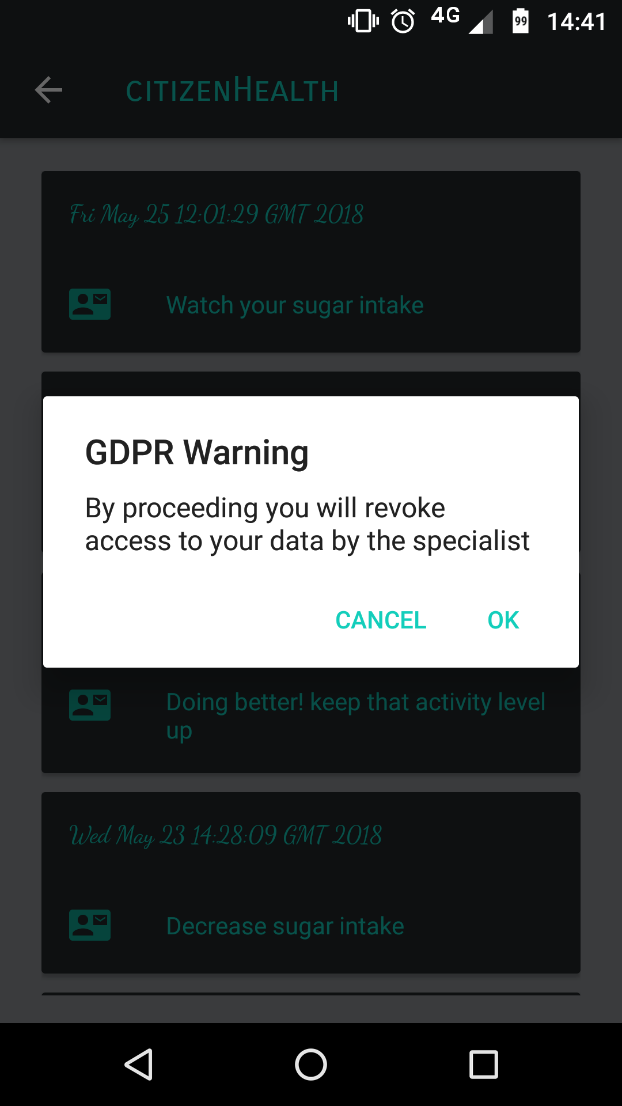 4G 99 14:41
CITIZENHEALTH
Fri May 25 12:01:29 GMT 2018
Watch your sugar intake
GDPR Warning
By proceeding you will revoke
access to your data by the specialist
CANCEL OK
Doing better! keep that activity level
up
Wed May 23 14:28:09 GMT 2018
Decrease sugar intake